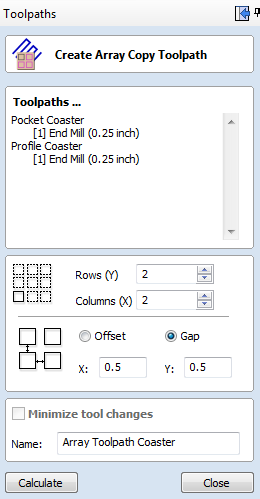 Toolpaths
Create Array Copy Toolpath
Toolpaths ...
Pocket Coaster
[1] End Mill (0.25 inch)
Profile Coaster
[1] End Mill (0.25 inch)
Rows (Y) 2
Columns (X) 2
Offset Gap
X: 0.5 Y: 0.5
Minimize tool changes
Name: Array Toolpath Coaster
Calculate Close